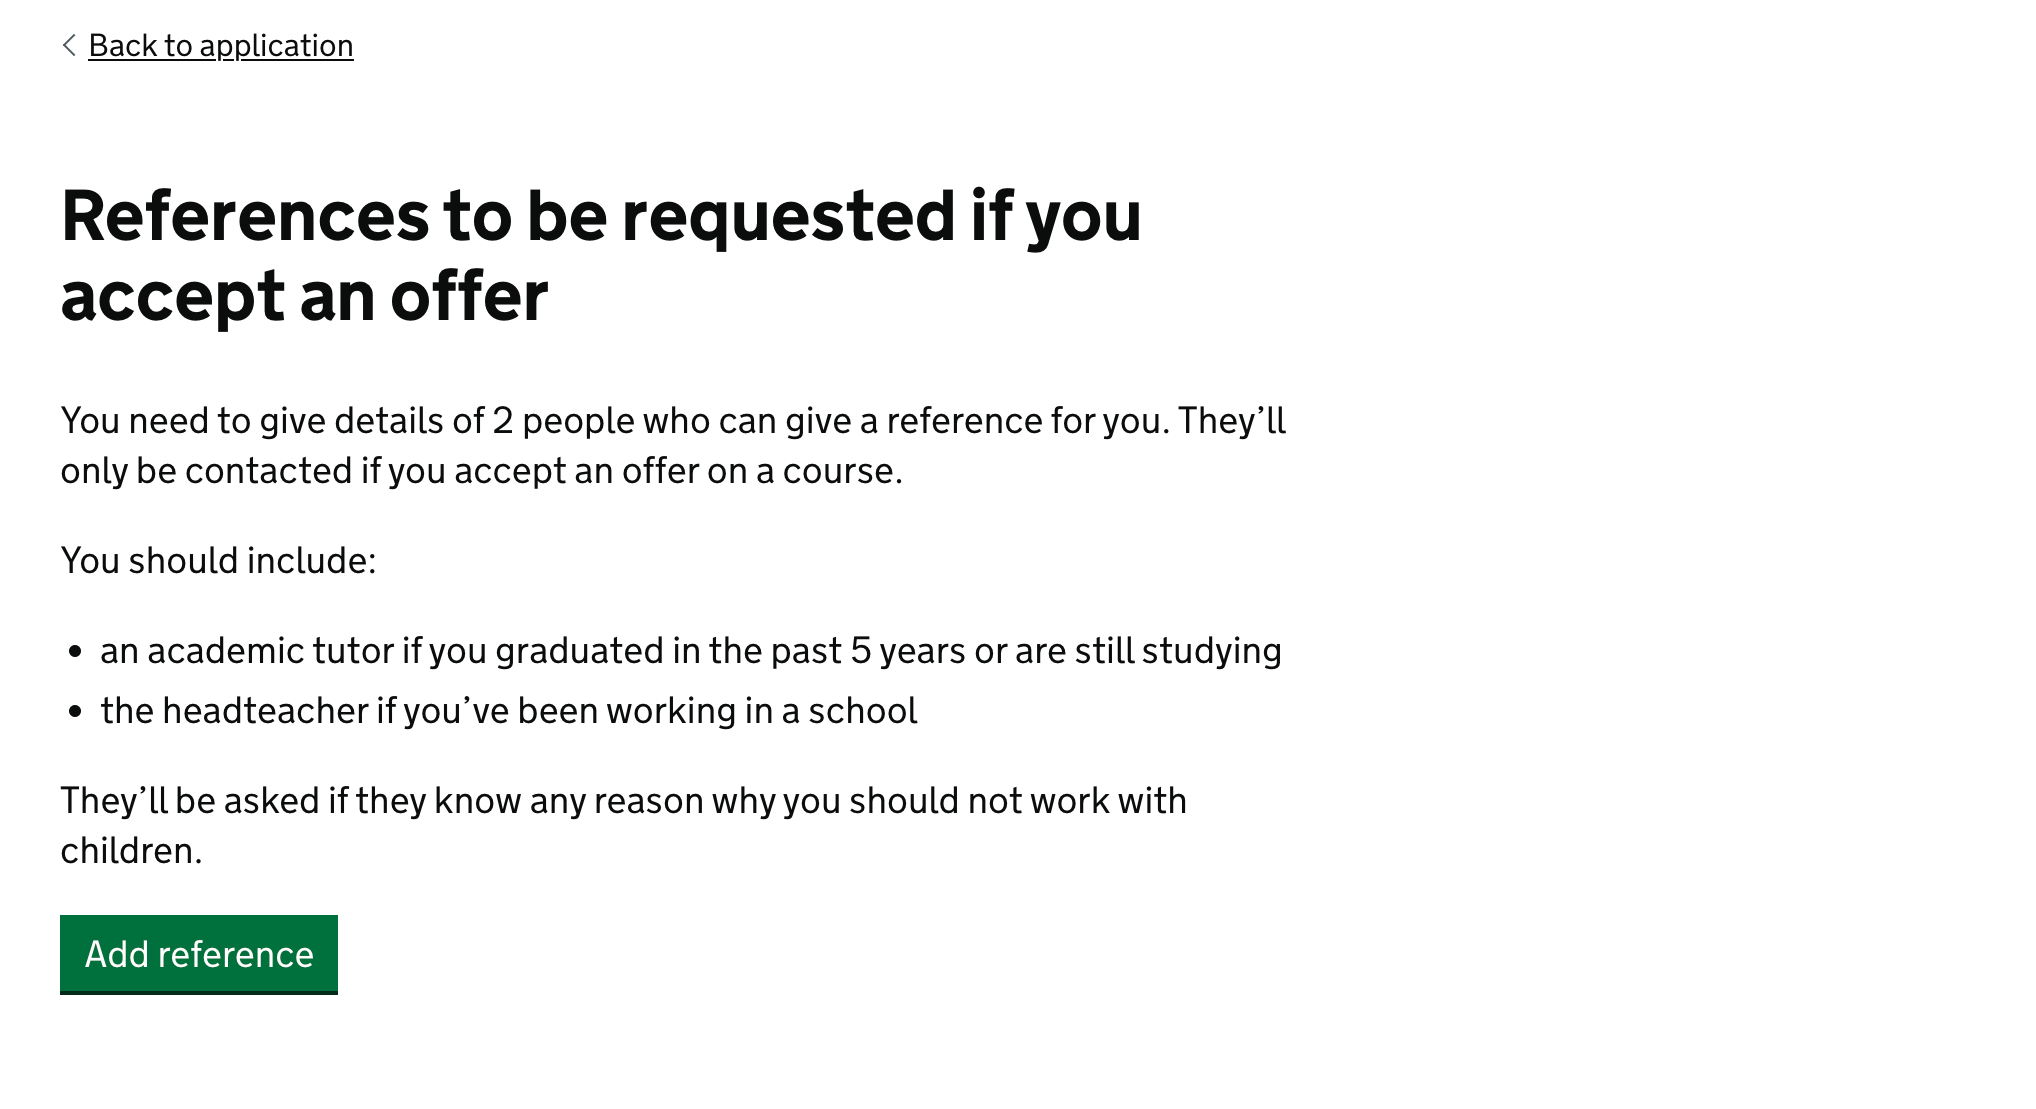 Back to application
References to be requested if you
accept an offer
You need to give details of 2 people who can give a reference for you. They’ll
only be contacted if you accept an offer on a course.
You should include:
• an academic tutor if you graduated in the past 5 years or are still studying
• the headteacher if you’ve been working in a school
They’ll be asked if they know any reason why you should not work with
children.
Add reference